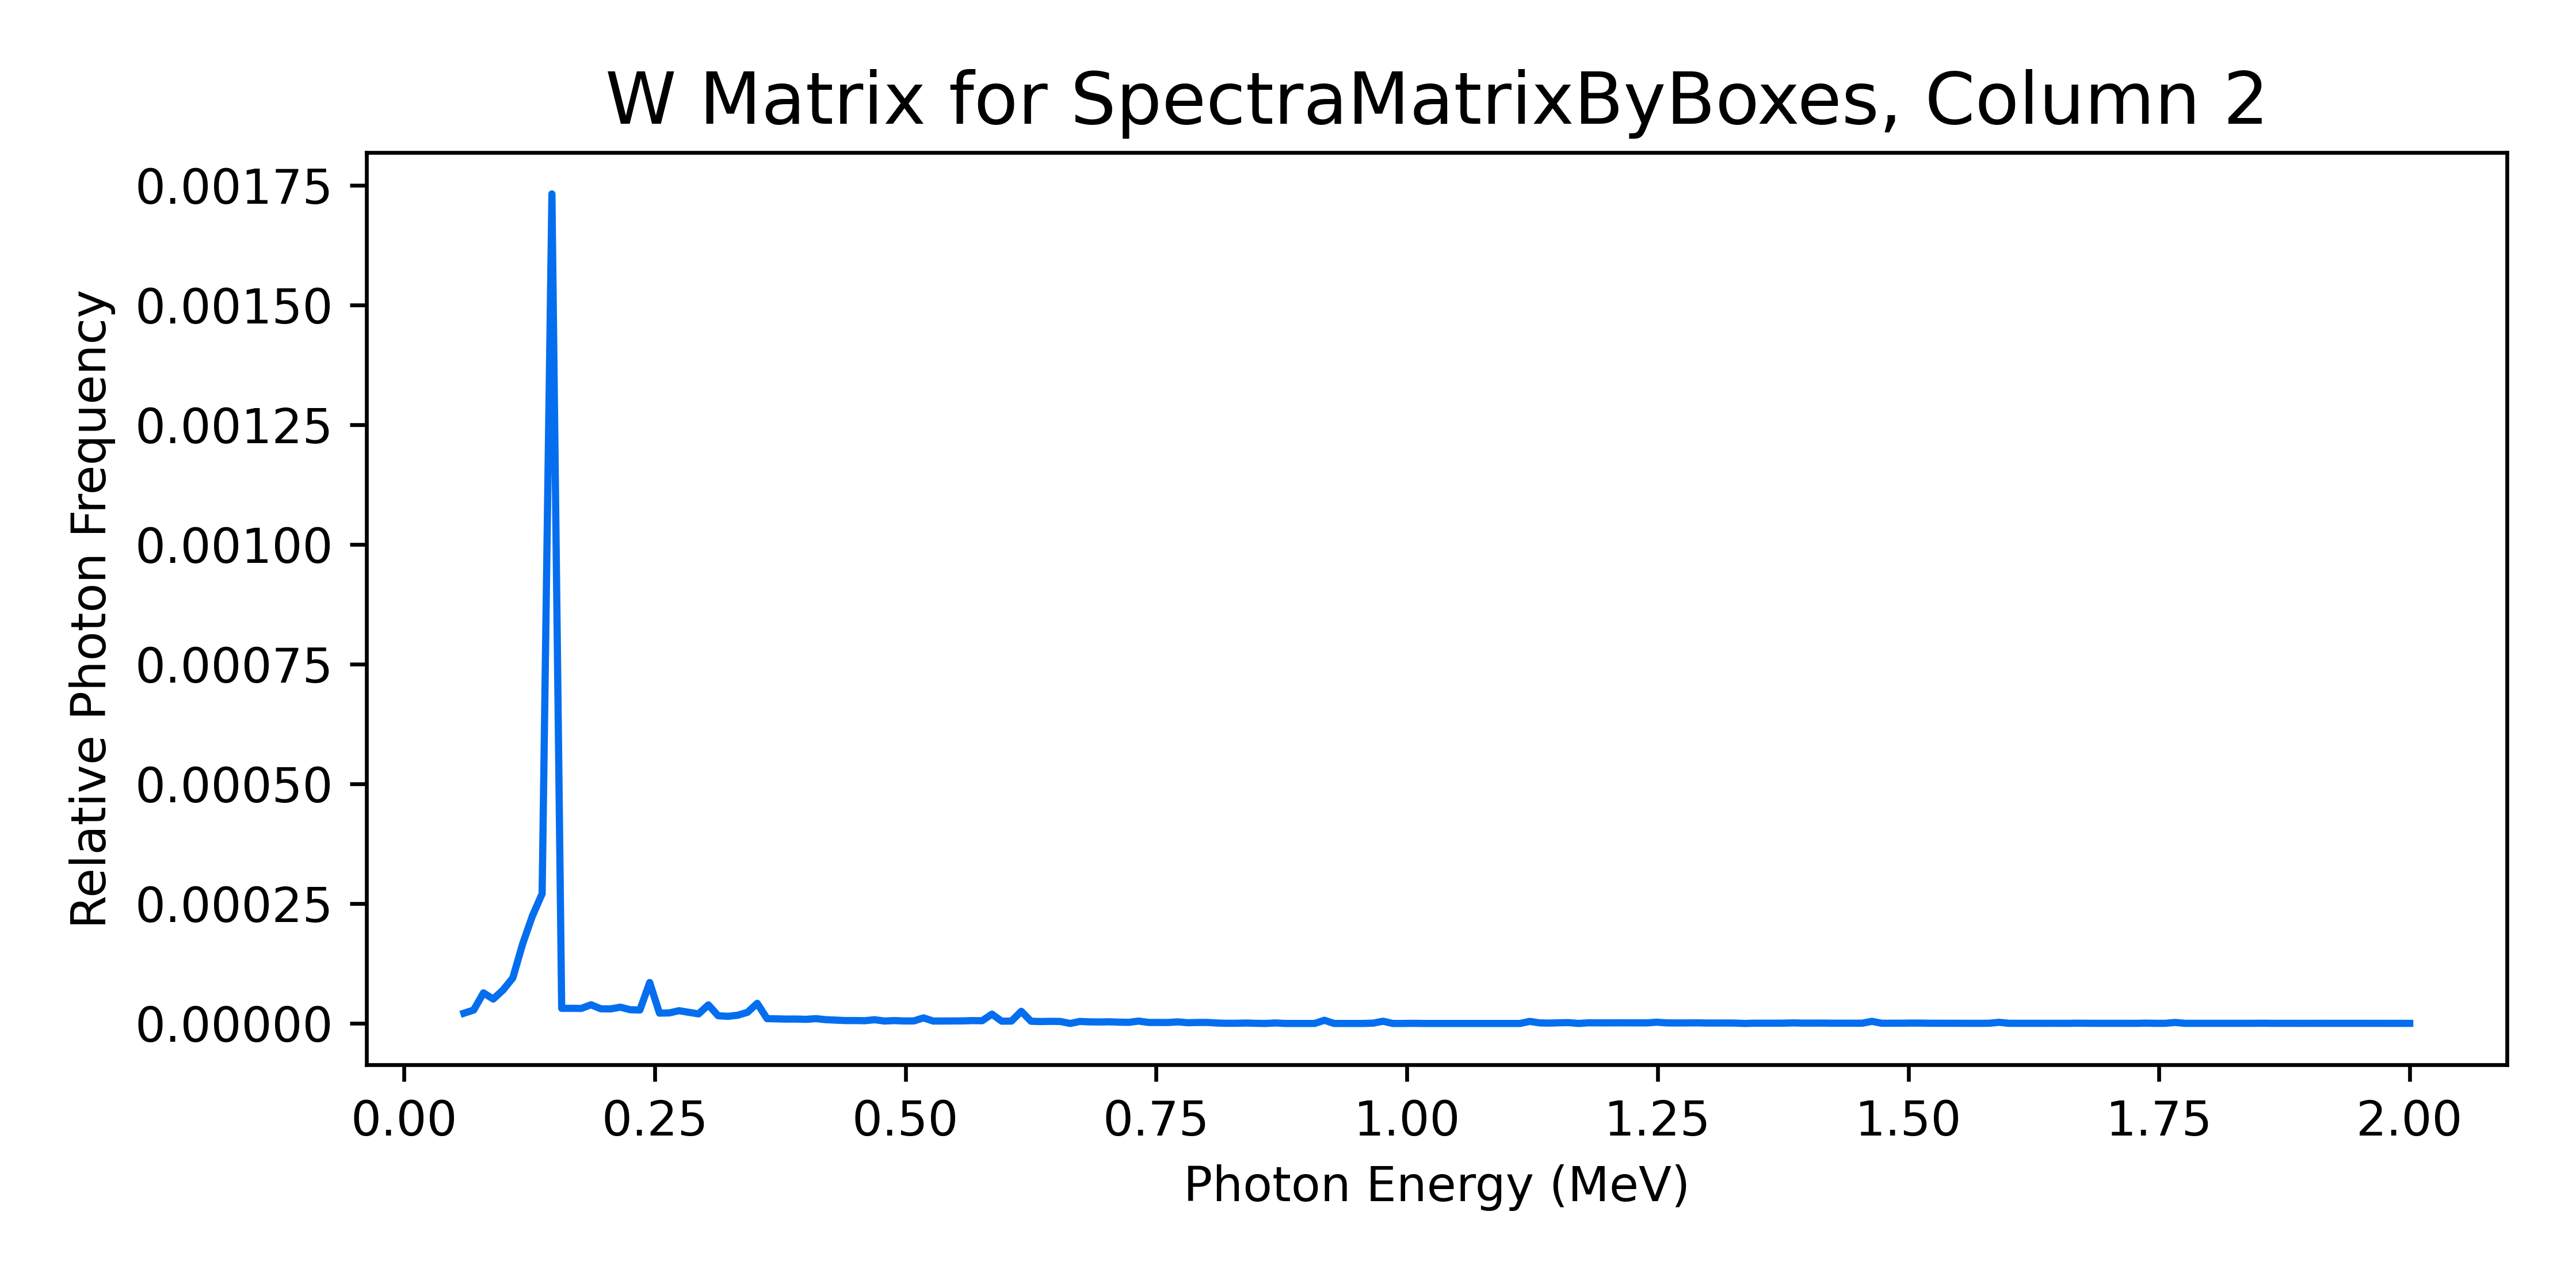 W Matrix for SpectraMatrixByBoxes, Column 2
0.00175
0.00150
0.00125
0.00100
0.00075
0.00050
0.00025
0.00000
Relative Photon Frequency
0.00 0.25 0.50 0.75 1.00 1.25 1.50 1.75 2.00
Photon Energy (MeV)